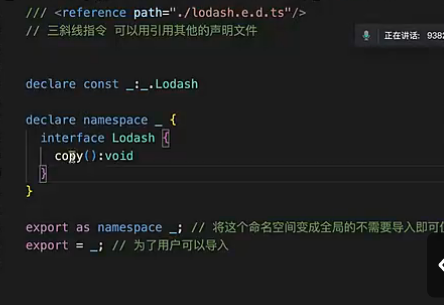 /// <reference path="./lodash.e.d.ts"/>
// 三斜线指令 可以用引用其他的声明文件
正在讲话: 9382
declare const _:_.Lodash
declare namespace _ {
interface Lodash {
copy():void
}
}
export as namespace _; // 将这个命名空间变成全局的不需要导入即可使
export = _; // 为了用户可以导入